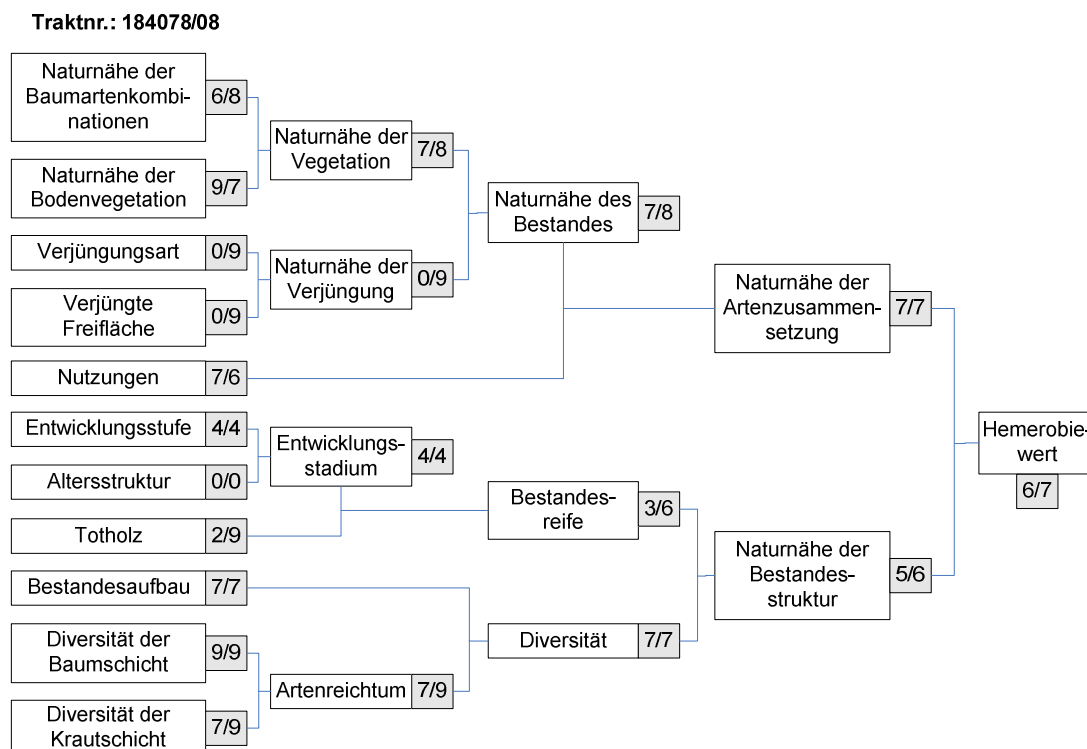 Traktnr.: 184078/08
Naturnähe der
Baumartenkombi-
nationen
6/8
Naturnähe der
Bodenvegetation
9/7
Verjüngungsart
0/9
Verjüngte
Freifläche
0/9
Nutzungen
7/6
Entwicklungsstufe
4/4
Altersstruktur
0/0
Totholz
2/9
Bestandesaufbau
7/7
Diversität der
Baumschicht
9/9
Diversität der
Krautschicht
7/9
Naturnähe der
Vegetation
7/8
Naturnähe der
Verjüngung
0/9
Entwicklungs-
stadium
4/4
Artenreichtum
7/9
Naturnähe des
Bestandes
7/8
Bestandes-
reife
3/6
Diversität
7/7
Naturnähe der
Artenzusammen-
setzung
7/7
Naturnähe der
Bestandes-
struktur
5/6
Hemerobie-
wert
6/7